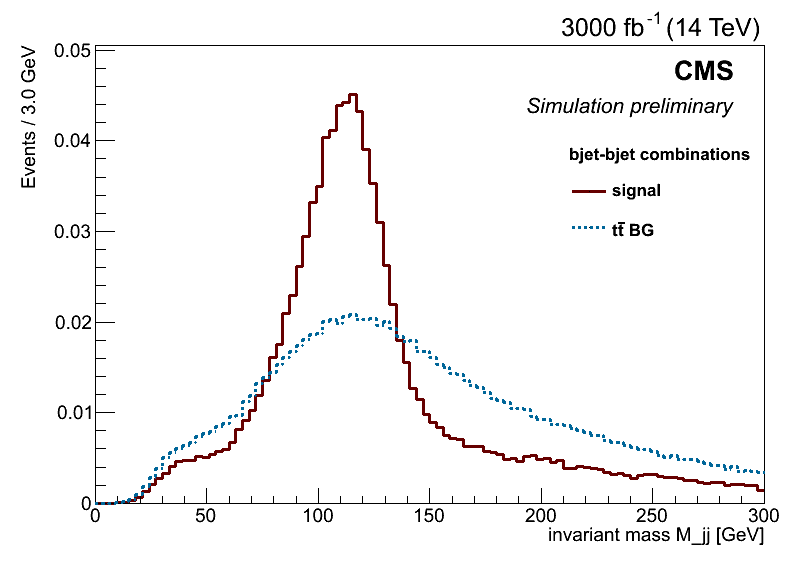 3000 fb⁻¹ (14 TeV)
CMS
Simulation preliminary
bjet-bjet combinations
signal
tt̄ BG
Events / 3.0 GeV
0.05
0.04
0.03
0.02
0.01
0
0 50 100 150 200 250 300
invariant mass M_jj [GeV]